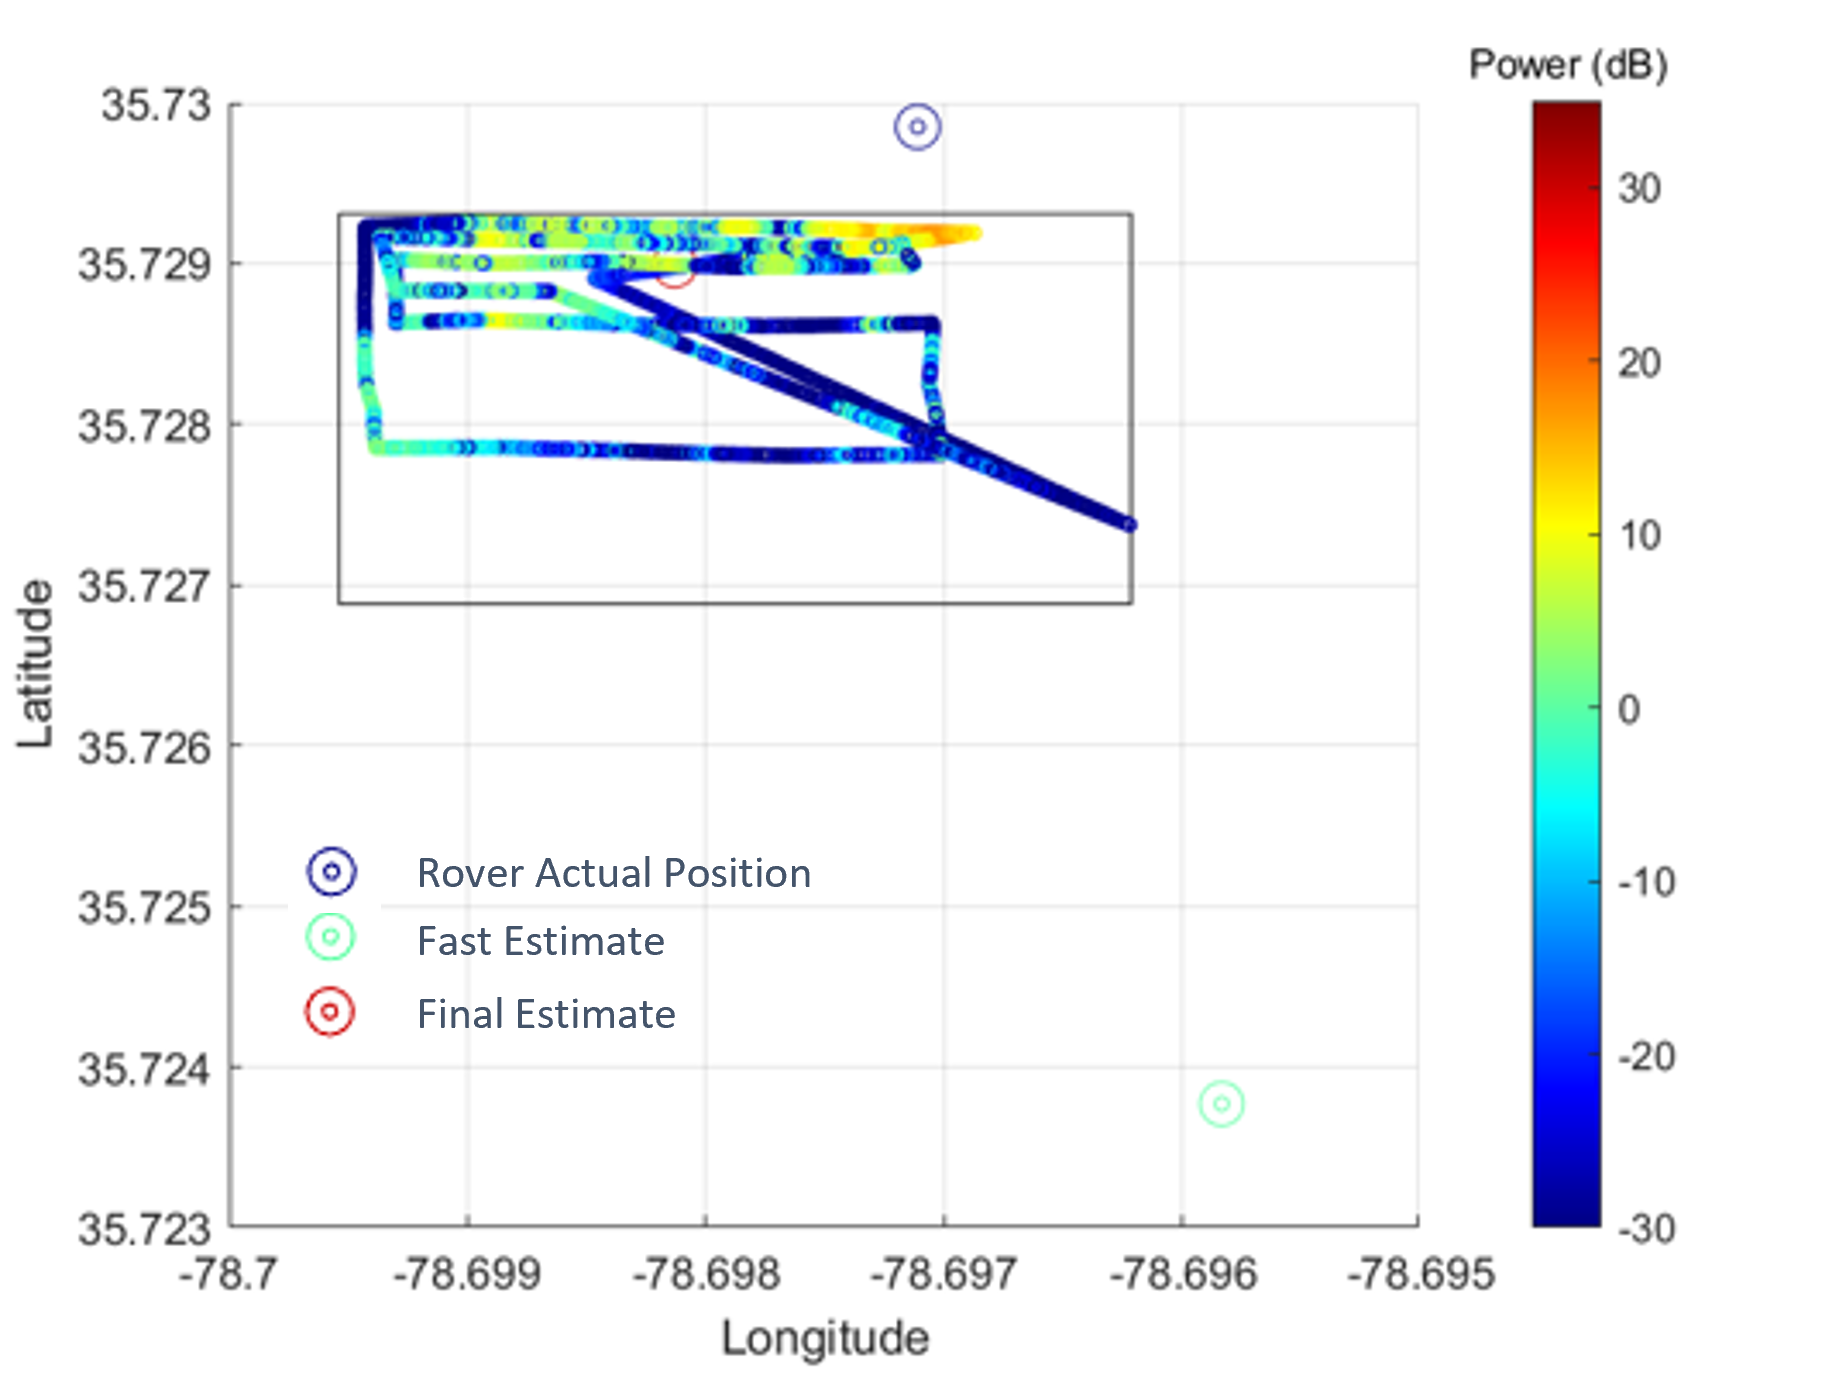 Power (dB)
35.73
35.729
35.728
35.727
35.726
35.725
35.724
35.723
Latitude
30
20
10
0
-10
-20
-30
Rover Actual Position
Fast Estimate
Final Estimate
-78.7 -78.699 -78.698 -78.697 -78.696 -78.695
Longitude